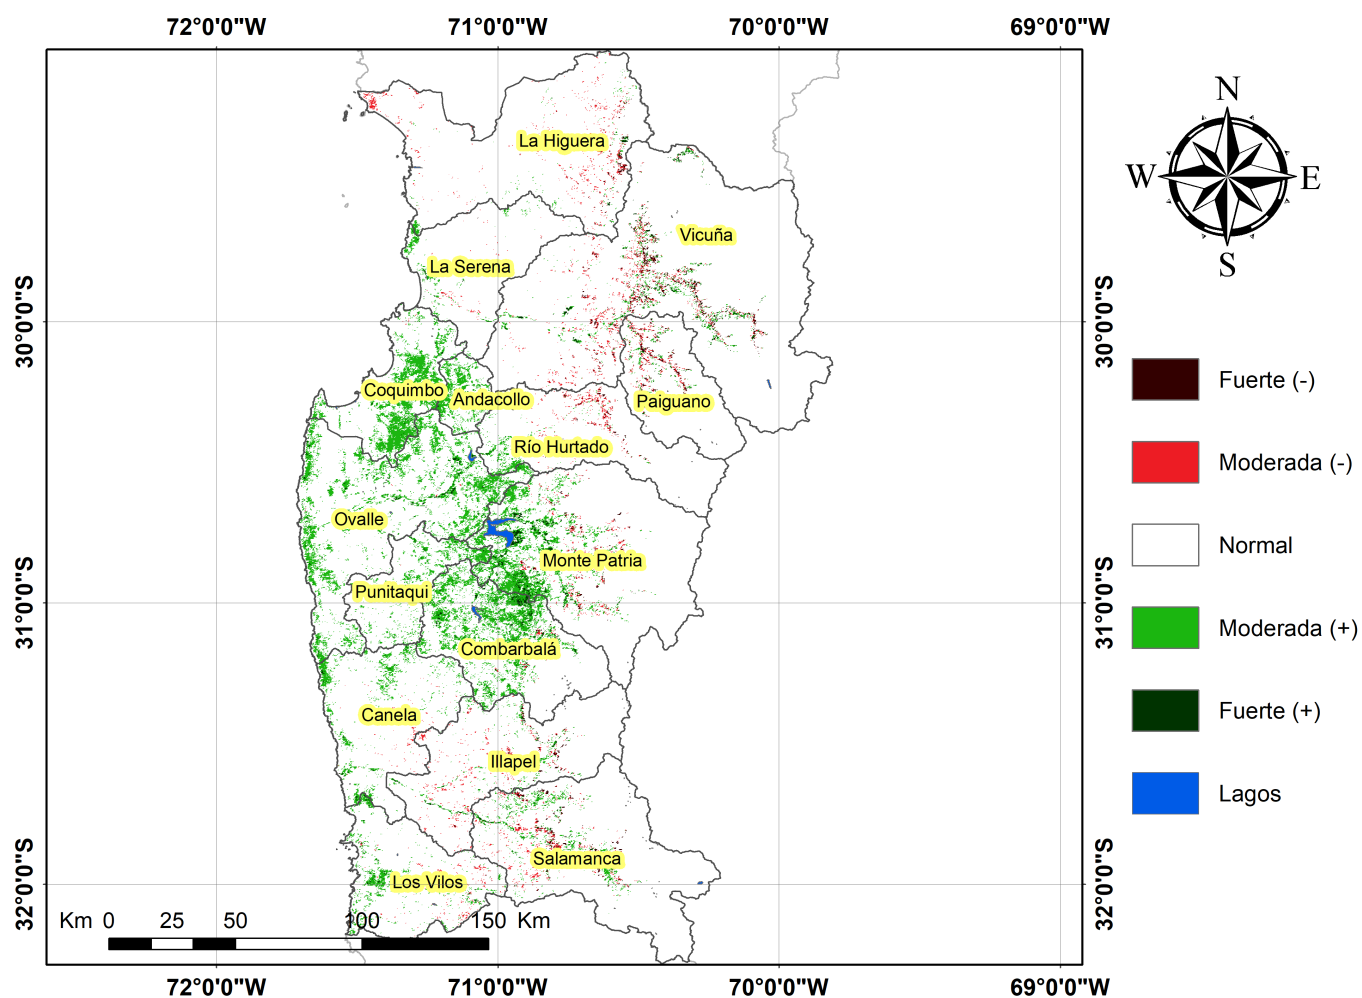 72°0'0"W 71°0'0"W 70°0'0"W 69°0'0"W
N
W E
S
La Higuera
Vicuña
La Serena
30°0'0"S 30°0'0"S
Coquimbo
Andacollo
Paiguano
Río Hurtado
Ovalle
Monte Patria
31°0'0"S 31°0'0"S
Punitaqui
Combarbalá
Canela
Illapel
Salamanca
Los Vilos
32°0'0"S 32°0'0"S
Km 0 25 50 100 150 Km
72°0'0"W 71°0'0"W 70°0'0"W 69°0'0"W
Fuerte (-)
Moderada (-)
Normal
Moderada (+)
Fuerte (+)
Lagos